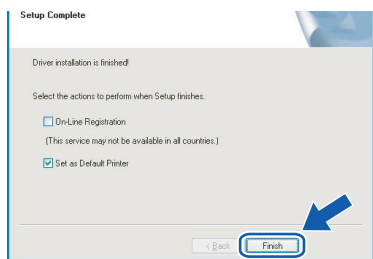 Setup Complete
Driver installation is finished!
Select the actions to perform when Setup finishes.
On-Line Registration
(This service may not be available in all countries.)
Set as Default Printer
< Back
Finish